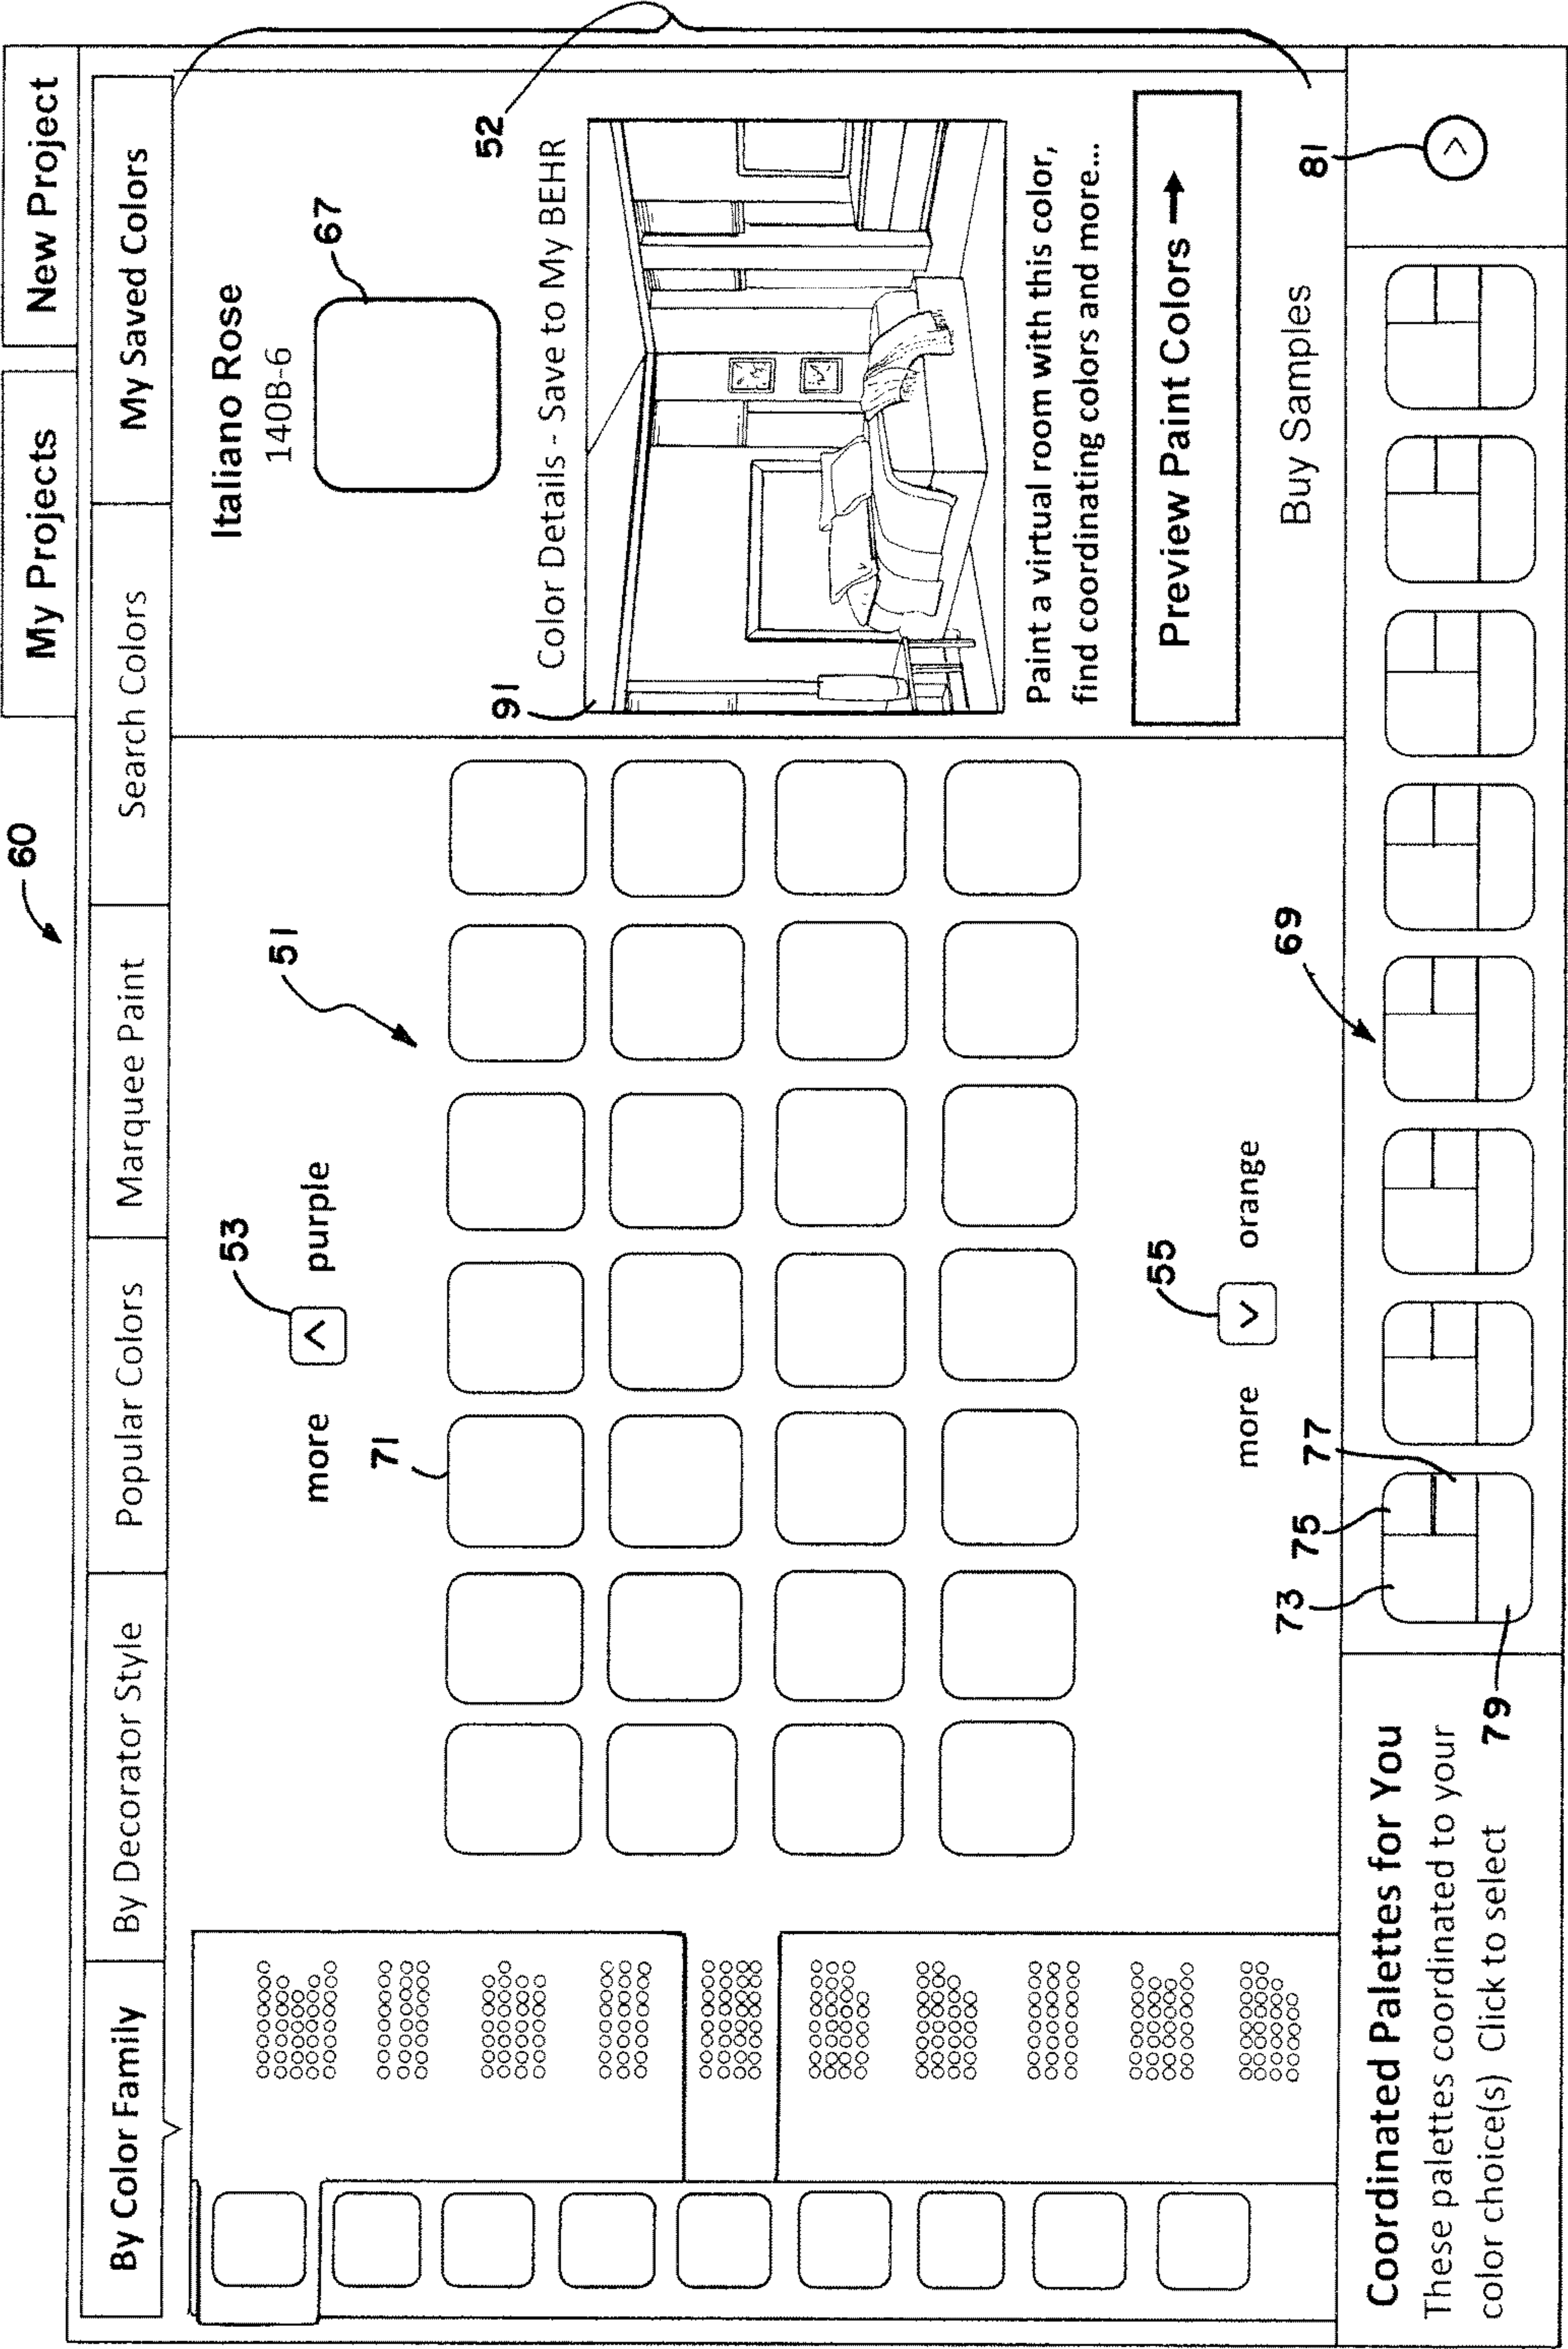 60
My Projects
New Project
By Color Family
By Decorator Style
Popular Colors
Marquee Paint
Search Colors
My Saved Colors
52
53
more
purple
51
71
Italiano Rose
140B-6
67
Color Details - Save to My BEHR
91
Paint a virtual room with this color,
find coordinating colors and more...
Preview Paint Colors
Buy Samples
55
more
orange
Coordinated Palettes for You
These palettes coordinated to your
color choice(s) Click to select
73
75
77
79
69
81